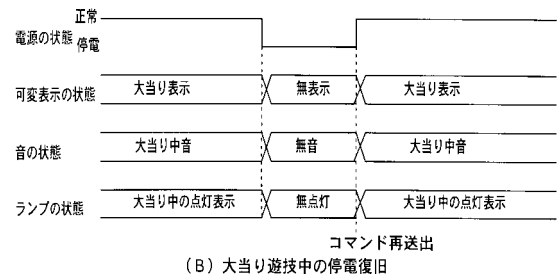 正常
電源の状態
停電
可変表示の状態 大当り表示 無表示 大当り表示
音の状態 大当り中音 無音 大当り中音
ランプの状態 大当り中の点灯表示 無点灯 大当り中の点灯表示
コマンド再送出
(B) 大当り遊技中の停電復旧